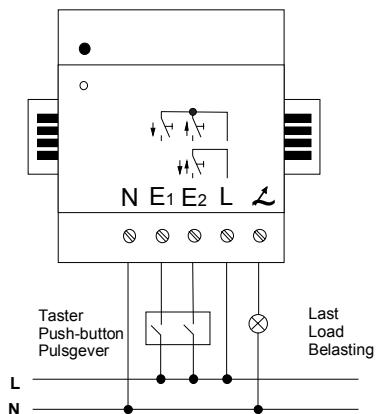 N E1 E2 L
Taster
Push-button
Pulsgever
Last
Load
Belasting
L
N